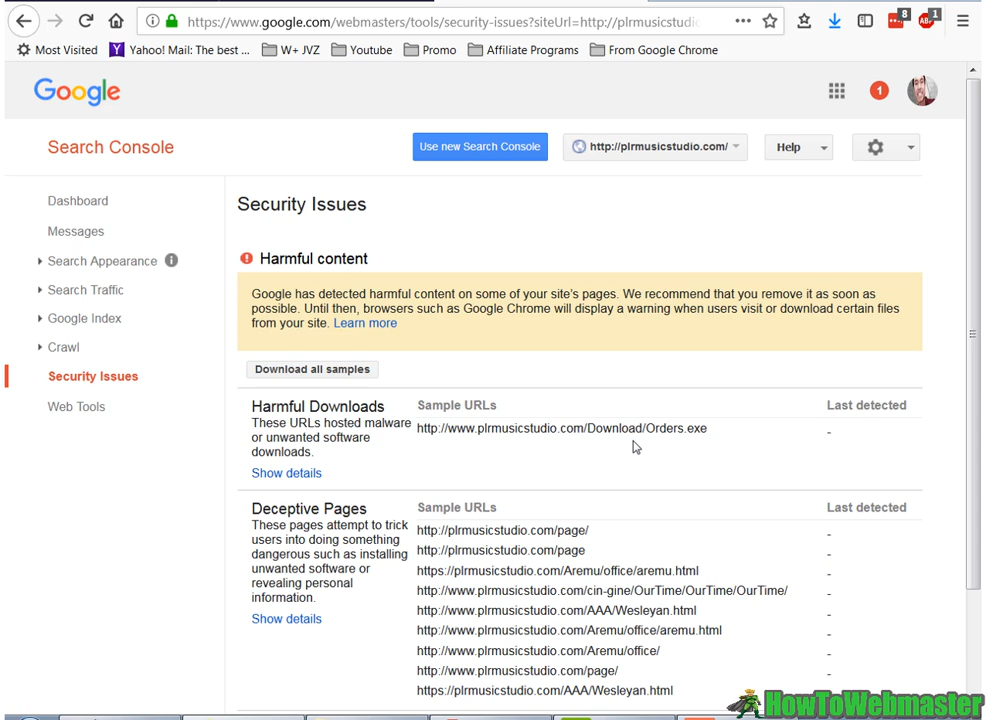 https://www.google.com/webmasters/tools/security-issues?siteUrl=http://plrmusicstudio.
8
ABP
1
Most Visited
Yahoo! Mail: The best ...
W+ JVZ
Youtube
Promo
Affiliate Programs
From Google Chrome
Google
1
Search Console
Use new Search Console
http://plrmusicstudio.com/
Help
Dashboard
Messages
Search Appearance
Search Traffic
Google Index
Crawl
Security Issues
Web Tools
Security Issues
Harmful content
Google has detected harmful content on some of your site's pages. We recommend that you remove it as soon as
possible. Until then, browsers such as Google Chrome will display a warning when users visit or download certain files
from your site. Learn more
Download all samples
Harmful Downloads
These URLs hosted malware
or unwanted software
downloads.
Show details
Sample URLs
Last detected
http://www.plrmusicstudio.com/Download/Orders.exe
-
Deceptive Pages
These pages attempt to trick
users into doing something
dangerous such as installing
unwanted software or
revealing personal
information.
Show details
Sample URLs
Last detected
http://plrmusicstudio.com/page/
-
http://plrmusicstudio.com/page
-
https://plrmusicstudio.com/Aremu/office/aremu.html
-
http://www.plrmusicstudio.com/cin-gine/OurTime/OurTime/OurTime/
-
http://www.plrmusicstudio.com/AAA/Wesleyan.html
-
http://www.plrmusicstudio.com/Aremu/office/aremu.html
-
http://www.plrmusicstudio.com/Aremu/office/
-
http://www.plrmusicstudio.com/page/
-
https://plrmusicstudio.com/AAA/Wesleyan.html
-
HowToWebmaster